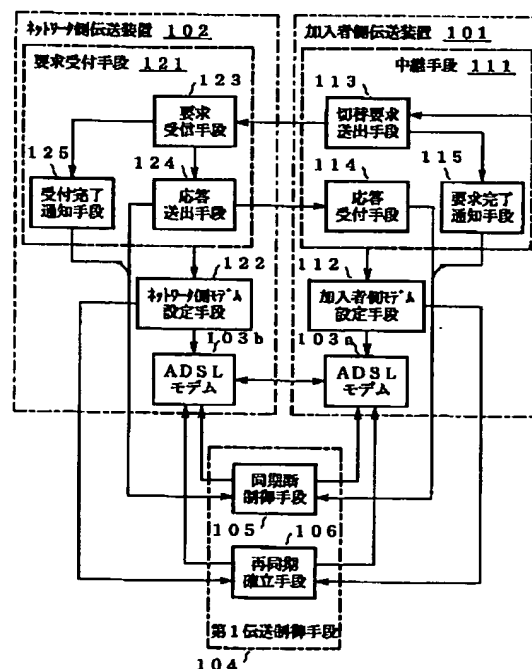 ネットワーク側伝送装置 102
要求受付手段 121
123
要求
受信手段
125
124
受付完了
通知手段
応答
送出手段
122
ネットワーク側モデム
設定手段
103b
ADSL
モデム
加入者側伝送装置 101
中継手段 111
113
切替要求
送出手段
114
115
応答
受付手段
要求完了
通知手段
112
加入者側モデム
設定手段
103a
ADSL
モデム
同期断
制御手段
105
106
再同期
確立手段
第1伝送制御手段
104